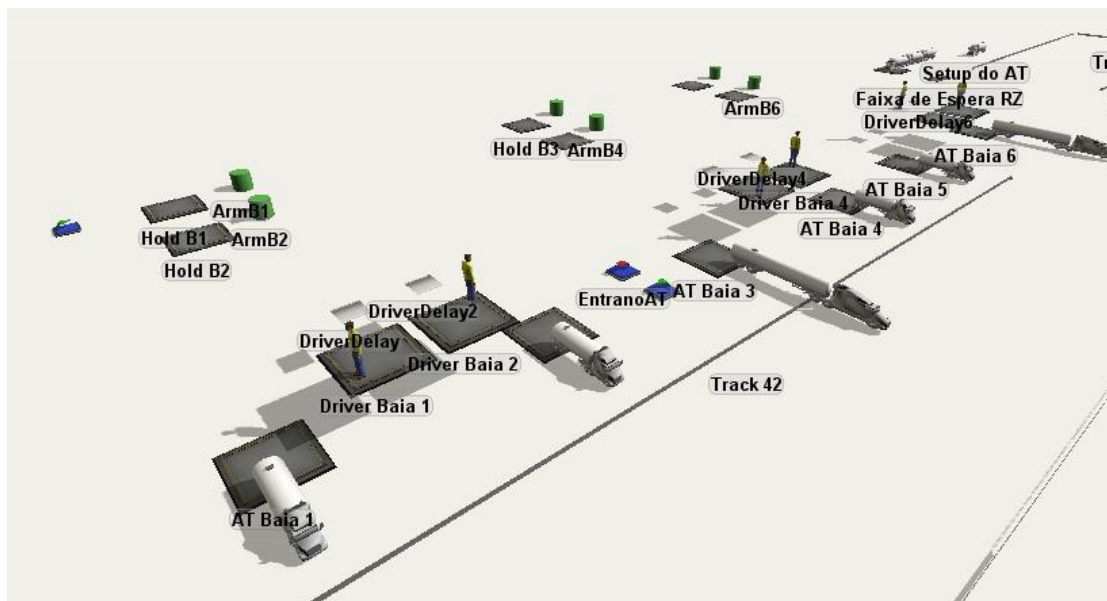 Setup do AT
Tr
Faixa de Espera RZ
ArmB6
DriverDelay6
Hold B3
ArmB4
AT Baia 6
DriverDelay4
AT Baia 5
Driver Baia 4
ArmB1
AT Baia 4
Hold B1
ArmB2
Hold B2
EntranoAT
AT Baia 3
DriverDelay2
DriverDelay
Driver Baia 2
Track 42
Driver Baia 1
AT Baia 1